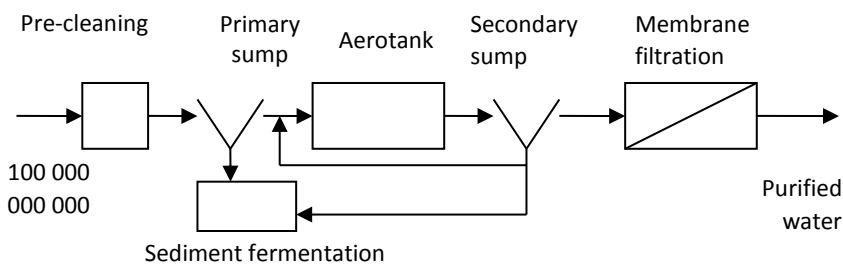 Pre-cleaning
Primary
sump
Aerotank
Secondary
sump
Membrane
filtration
100 000
000 000
Purified
water
Sediment fermentation